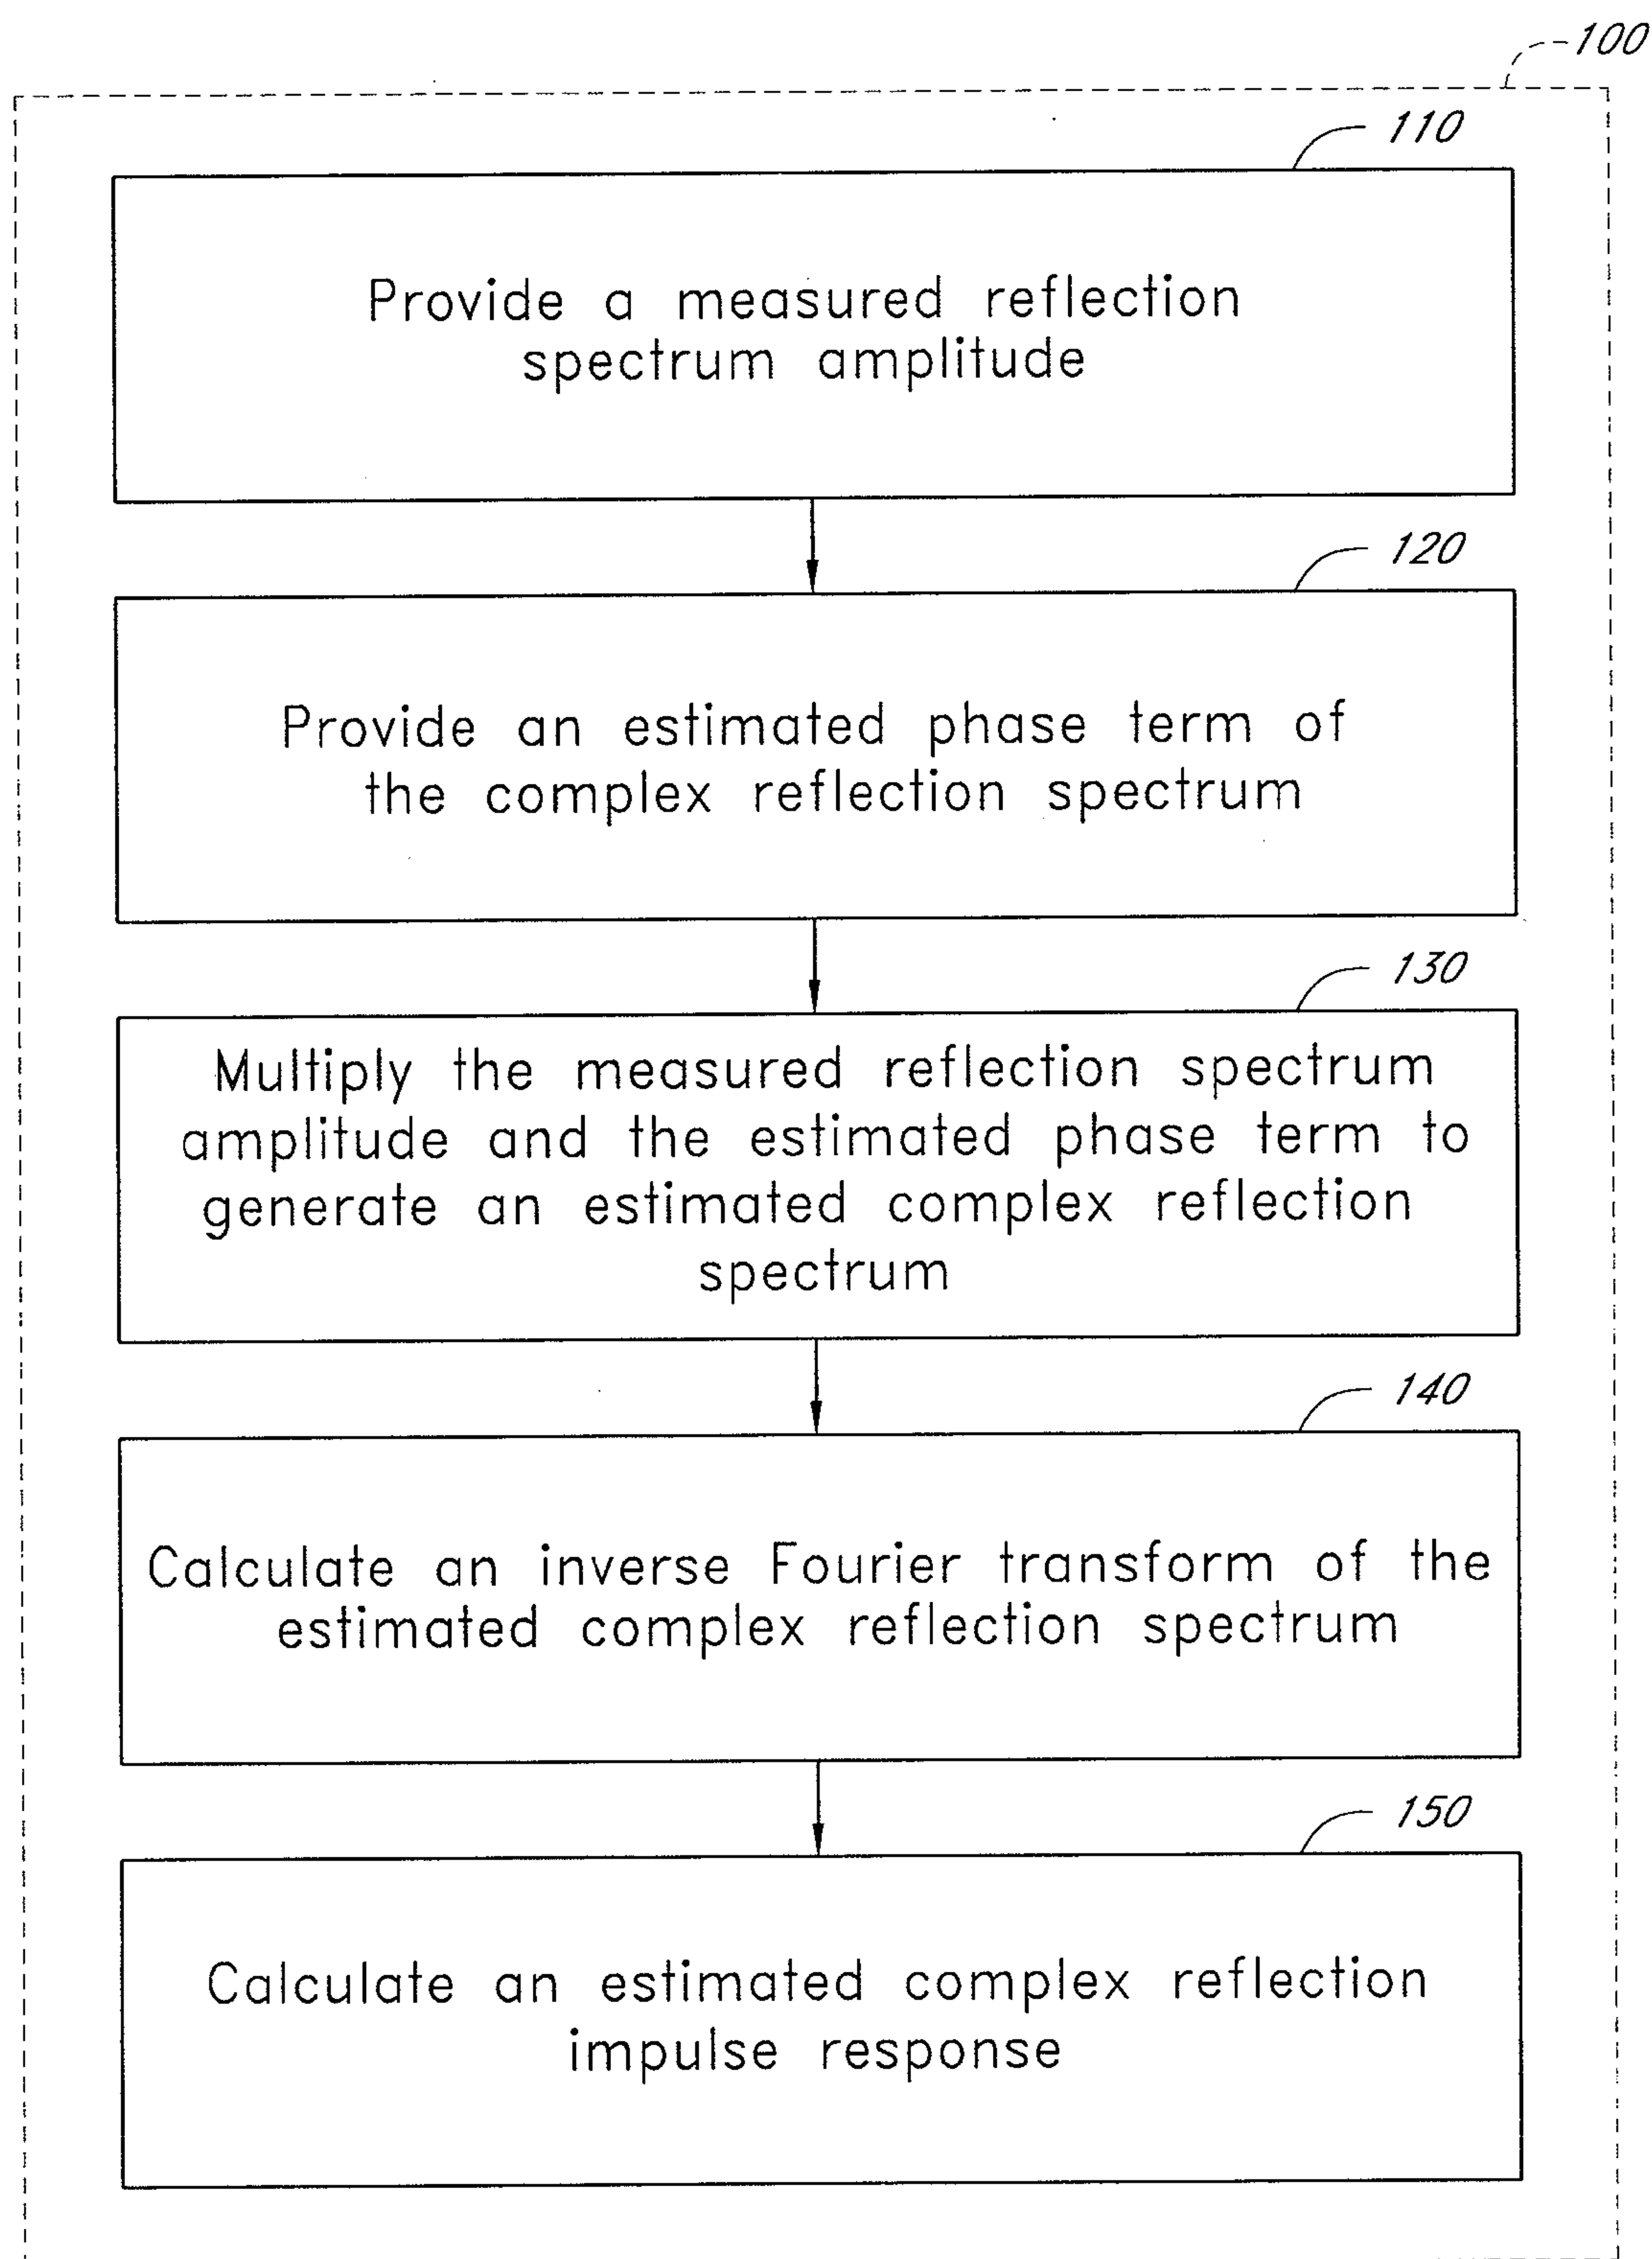 100
110
Provide a measured reflection
spectrum amplitude
120
Provide an estimated phase term of
the complex reflection spectrum
130
Multiply the measured reflection spectrum
amplitude and the estimated phase term to
generate an estimated complex reflection
spectrum
140
Calculate an inverse Fourier transform of the
estimated complex reflection spectrum
150
Calculate an estimated complex reflection
impulse response